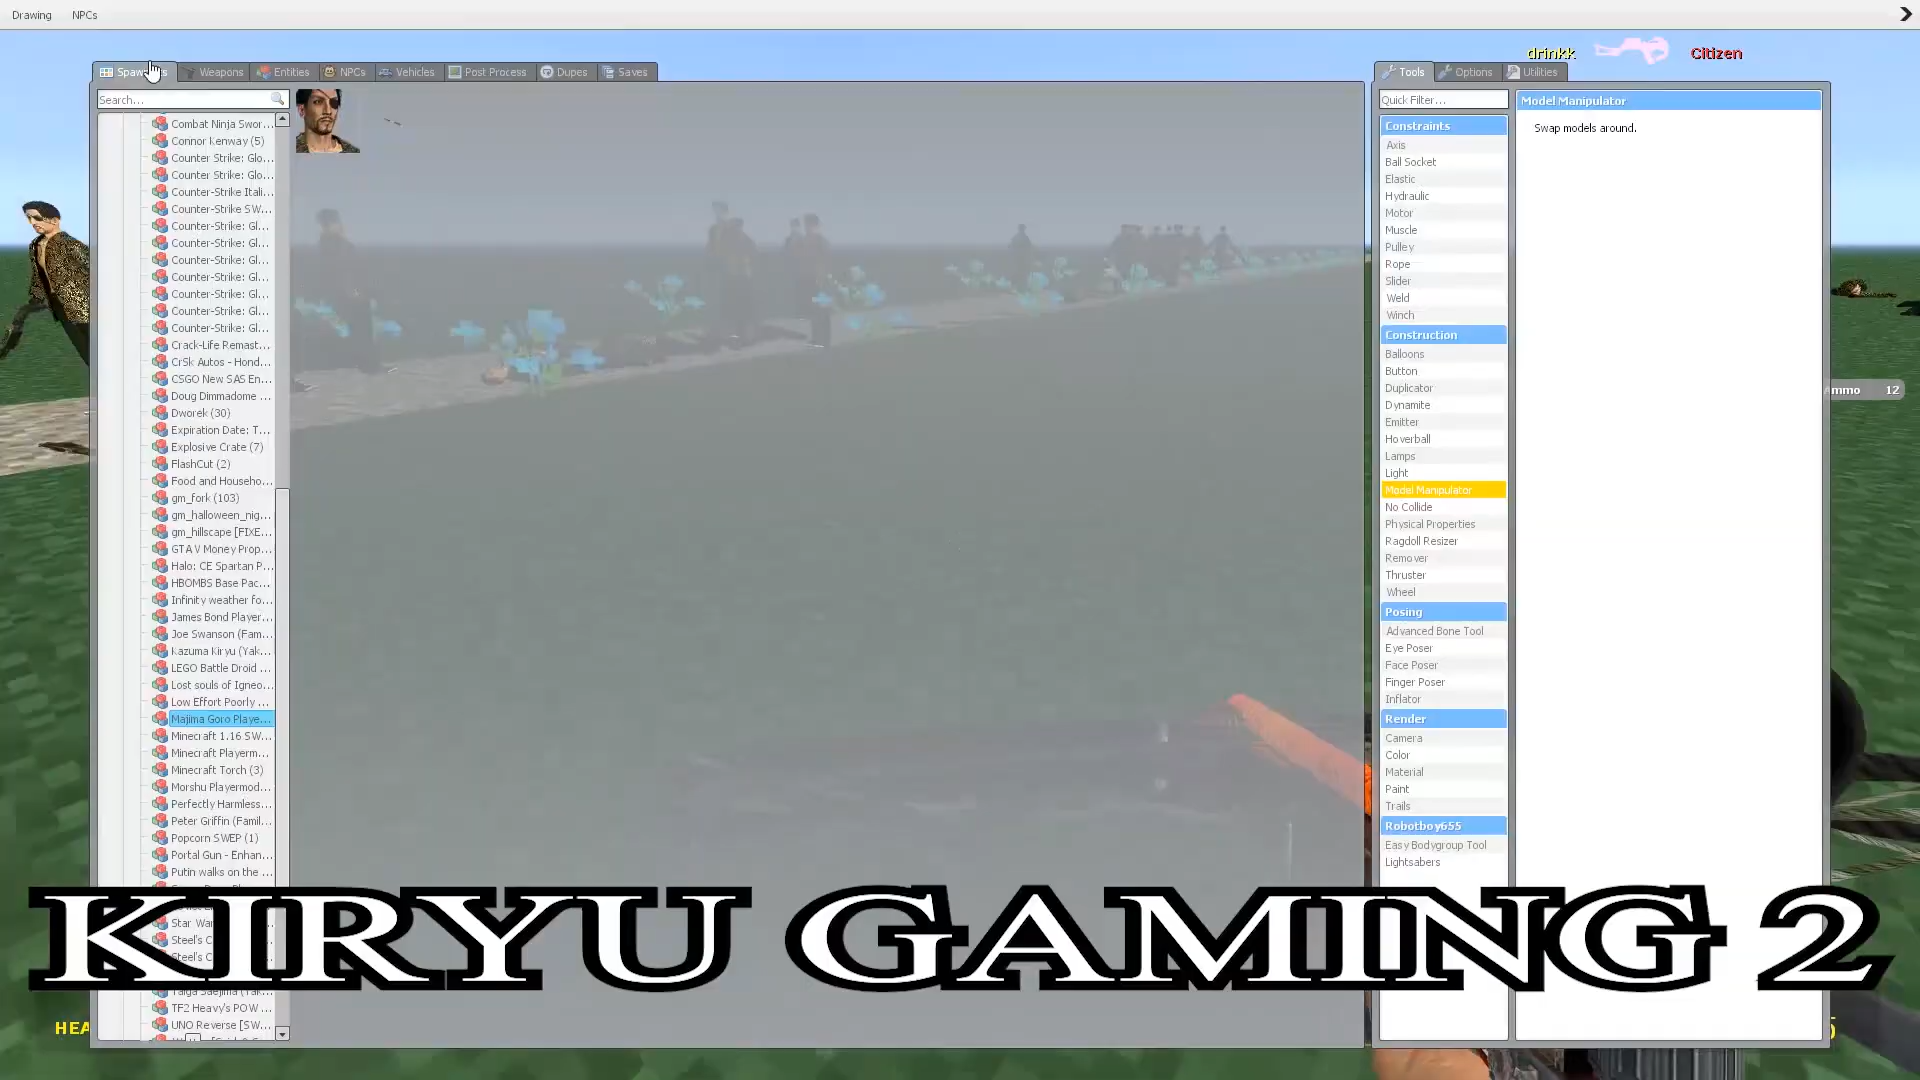 Drawing NPCs
drinkk Citizen
Weapons Entities NPCs Vehicles Post Process Dupes Saves
Tools Options Utilities
Search...
Combat Ninja Swor...
Connor Kenway (5)
Counter Strike: Glo...
Counter Strike: Glo...
Counter-Strike Itali...
Counter-Strike SW...
Counter-Strike: Gl...
Counter-Strike: Gl...
Counter-Strike: Gl...
Counter-Strike: Gl...
Counter-Strike: Gl...
Counter-Strike: Gl...
Counter-Strike: Gl...
Crack-Life Remast...
CrSk Autos - Hond...
CSGO New SAS En...
Doug Dimmadome ...
Dworek (30)
Expiration Date: T...
Explosive Crate (7)
FlashCut (2)
Food and Househo...
gm_fork (103)
gm_halloween_nig...
gm_hillscape [FIXE...
GTA V Money Prop...
Halo: CE Spartan P...
HBOMBS Base Pac...
Infinity weather fo...
James Bond Player...
Joe Swanson (Fam...
Kazuma Kiryu (Yak...
LEGO Battle Droid ...
Lost souls of Igneo...
Low Effort Poorly ...
Majima Goro Playe...
Minecraft 1.16 SW...
Minecraft Playerm...
Minecraft Torch (3)
Morshu Playermod...
Perfectly Harmless...
Peter Griffin (Famil...
Popcorn SWEP (1)
Portal Gun - Enhan...
Putin walks on the ...
Star Wa
Steel's C
Steel's C
Taiga Saejima (Yak...
TF2 Heavy's POW ...
UNO Reverse [SW...
Quick Filter...
Constraints
Axis
Ball Socket
Elastic
Hydraulic
Motor
Muscle
Pulley
Rope
Slider
Weld
Winch
Construction
Balloons
Button
Duplicator
Dynamite
Emitter
Hoverball
Lamps
Light
Model Manipulator
No Collide
Physical Properties
Ragdoll Resizer
Remover
Thruster
Wheel
Posing
Advanced Bone Tool
Eye Poser
Face Poser
Finger Poser
Inflator
Render
Camera
Color
Material
Paint
Trails
Robotboy655
Easy Bodygroup Tool
Lightsabers
Model Manipulator
Swap models around.
Ammo 12
KIRYU GAMING 2
HEA